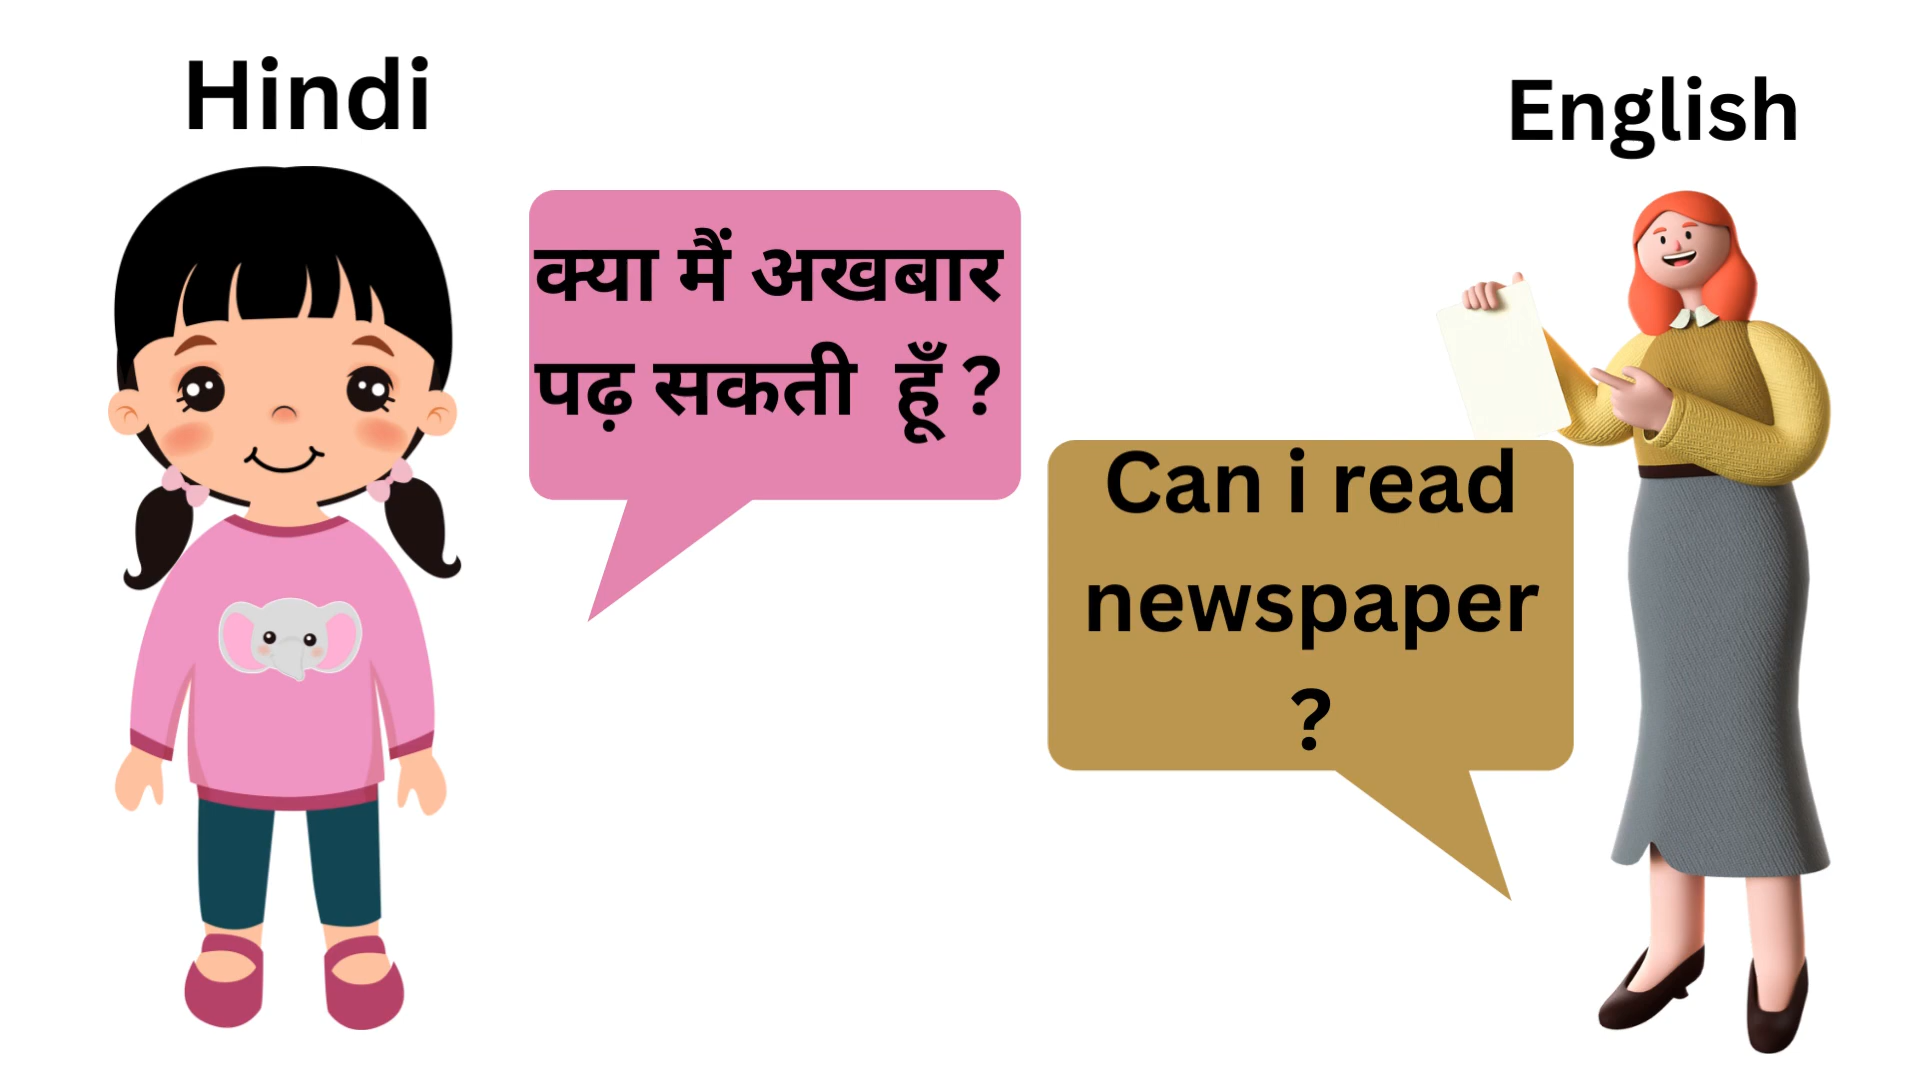 Hindi
English
क्या मैं अखबार
पढ़ सकती हूँ ?
Can i read
newspaper
?